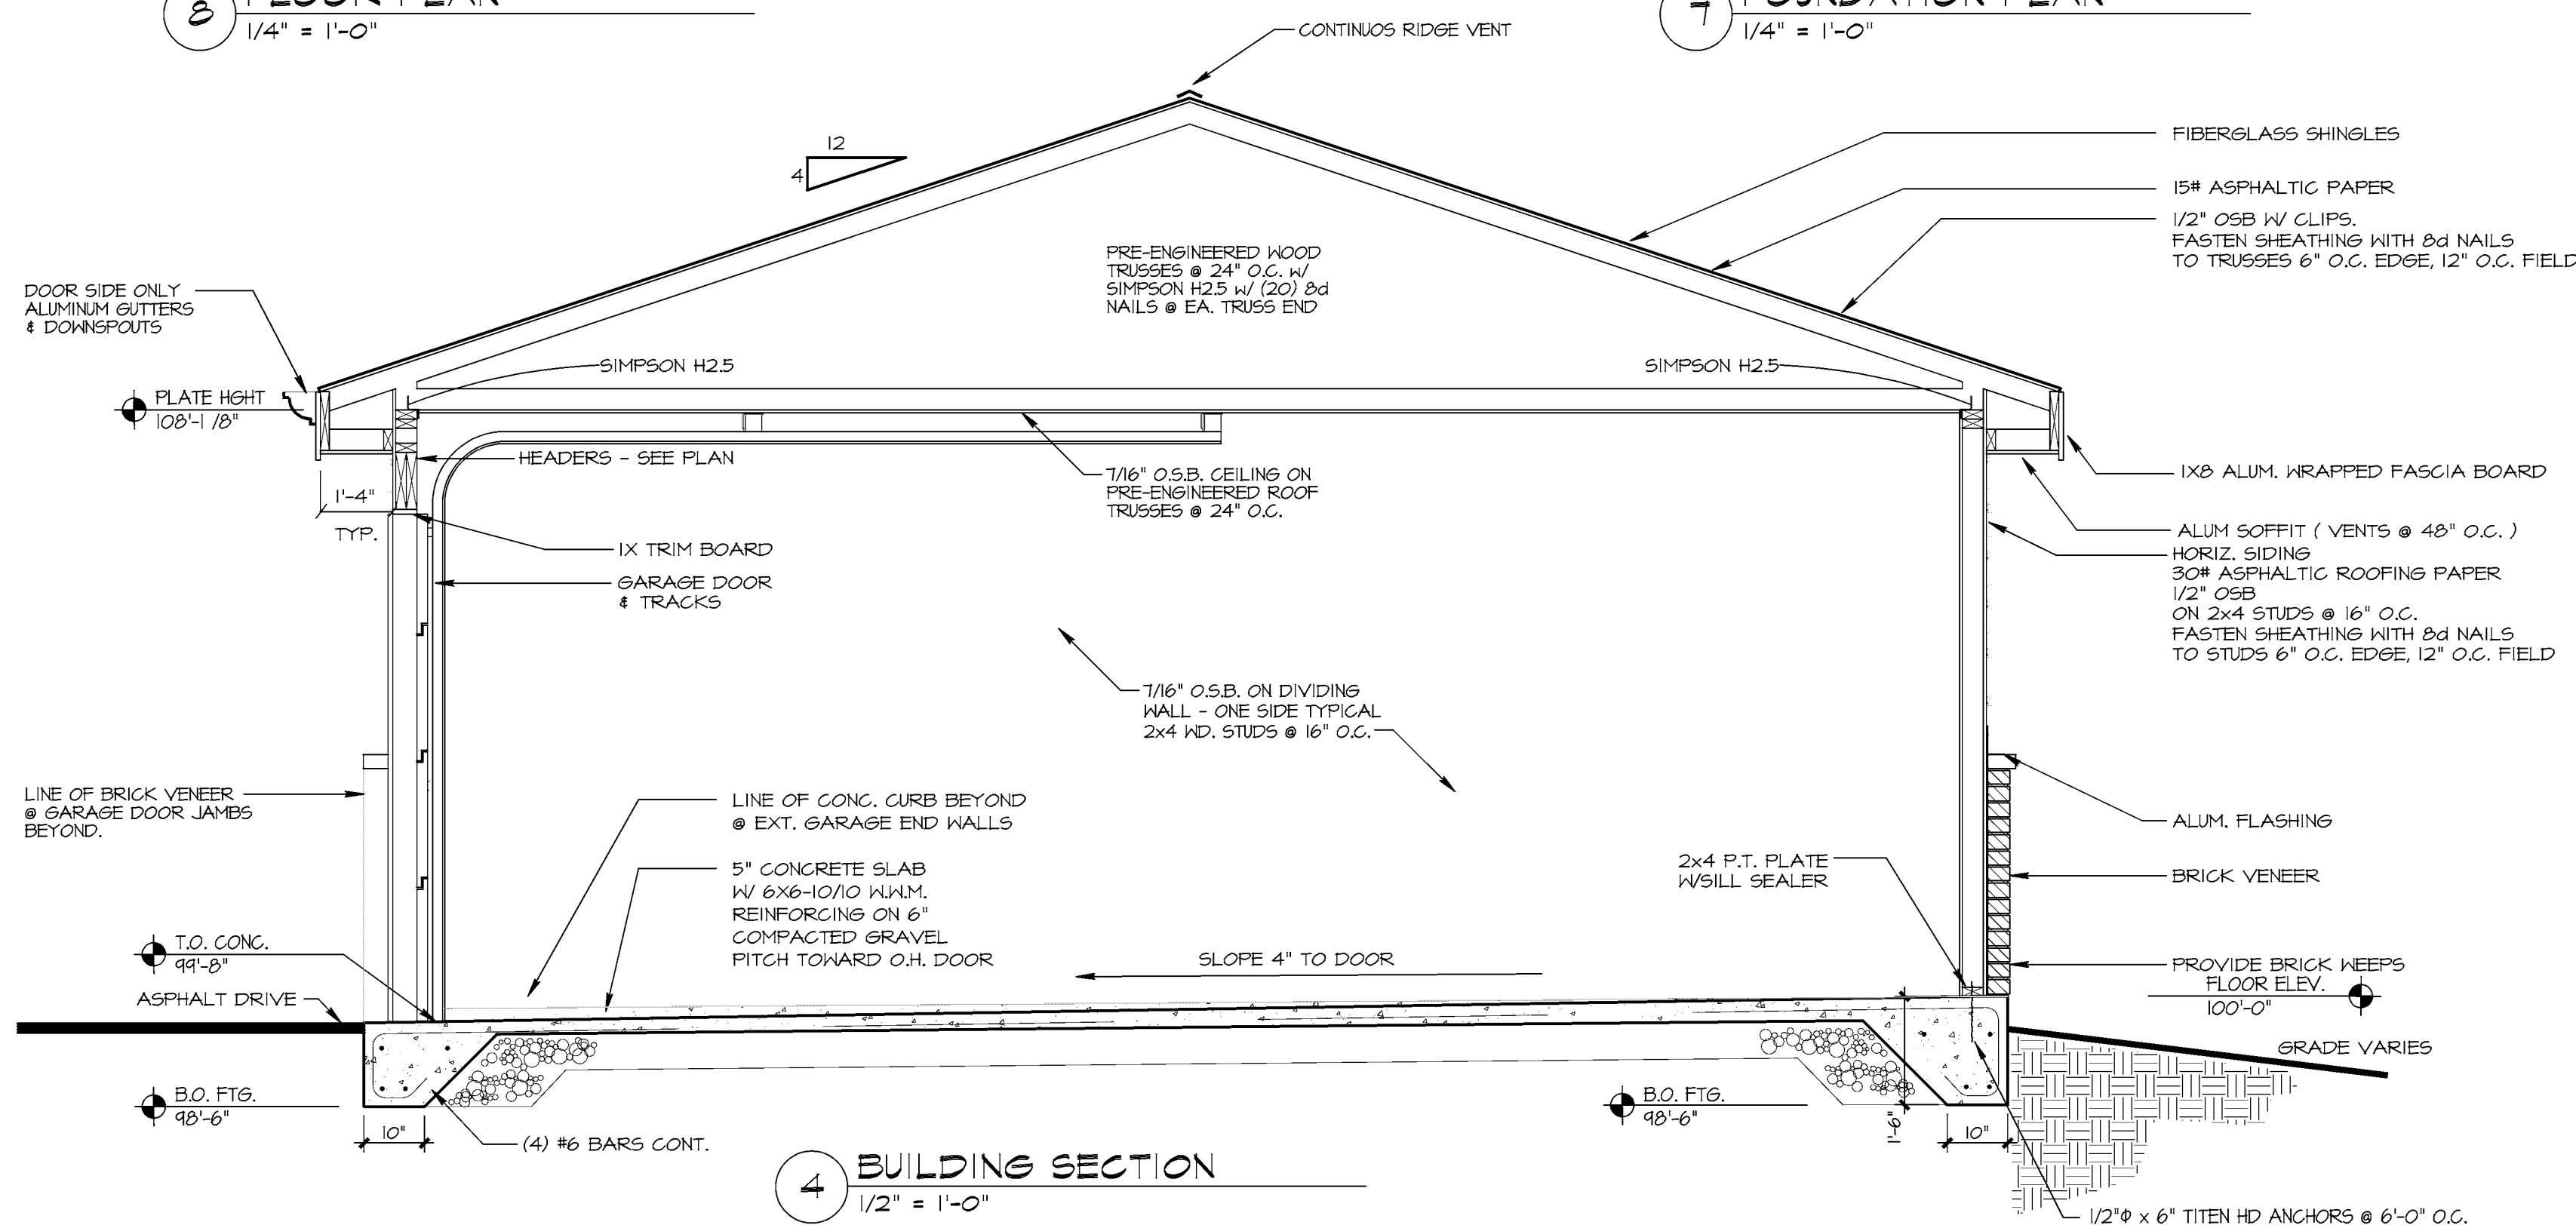 8
FLOOR PLAN
1/4" = 1'-0"
7
FOUNDATION PLAN
1/4" = 1'-0"
CONTINUOS RIDGE VENT
12
4
FIBERGLASS SHINGLES
15# ASPHALTIC PAPER
1/2" OSB W/ CLIPS.
FASTEN SHEATHING WITH 8d NAILS
TO TRUSSES 6" O.C. EDGE, 12" O.C. FIELD
PRE-ENGINEERED WOOD
TRUSSES @ 24" O.C. W/
SIMPSON H2.5 W/ (20) 8d
NAILS @ EA. TRUSS END
DOOR SIDE ONLY
ALUMINUM GUTTERS
& DOWNSPOUTS
SIMPSON H2.5
SIMPSON H2.5
PLATE HGHT
108'-1 /8"
HEADERS - SEE PLAN
1'-4"
TYP.
7/16" O.S.B. CEILING ON
PRE-ENGINEERED ROOF
TRUSSES @ 24" O.C.
1X8 ALUM. WRAPPED FASCIA BOARD
ALUM SOFFIT ( VENTS @ 48" O.C. )
HORIZ. SIDING
30# ASPHALTIC ROOFING PAPER
1/2" OSB
ON 2x4 STUDS @ 16" O.C.
FASTEN SHEATHING WITH 8d NAILS
TO STUDS 6" O.C. EDGE, 12" O.C. FIELD
1X TRIM BOARD
GARAGE DOOR
& TRACKS
7/16" O.S.B. ON DIVIDING
WALL - ONE SIDE TYPICAL
2x4 WD. STUDS @ 16" O.C.
LINE OF BRICK VENEER
@ GARAGE DOOR JAMBS
BEYOND.
LINE OF CONC. CURB BEYOND
@ EXT. GARAGE END WALLS
5" CONCRETE SLAB
W/ 6X6-10/10 W.W.M.
REINFORCING ON 6"
COMPACTED GRAVEL
PITCH TOWARD O.H. DOOR
2x4 P.T. PLATE
W/SILL SEALER
ALUM. FLASHING
BRICK VENEER
PROVIDE BRICK WEEPS
FLOOR ELEV.
100'-0"
T.O. CONC.
99'-8"
ASPHALT DRIVE
SLOPE 4" TO DOOR
GRADE VARIES
B.O. FTG.
98'-6"
B.O. FTG.
98'-6"
1'-6"
10"
10"
(4) #6 BARS CONT.
4
BUILDING SECTION
1/2" = 1'-0"
1/2"Φ x 6" TITEN HD ANCHORS @ 6'-0" O.C.